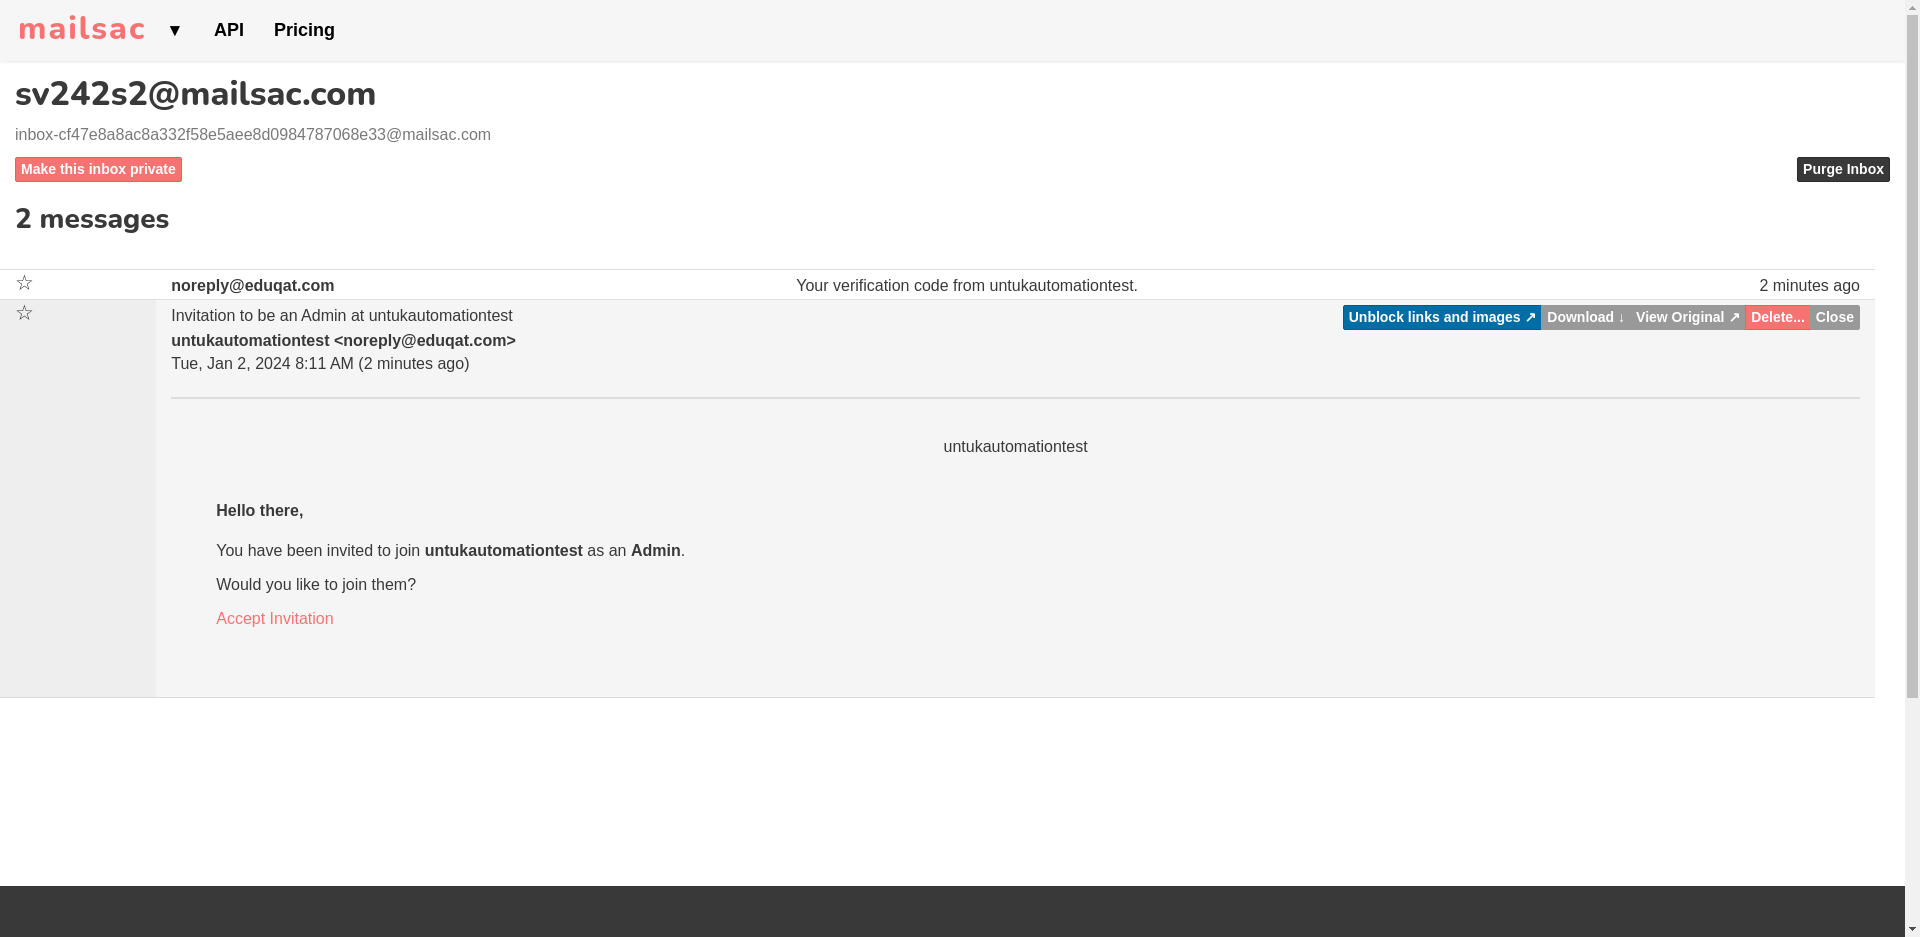 mailsac ▼ API Pricing
sv242s2@mailsac.com
inbox-cf47e8a8ac8a332f58e5aee8d0984787068e33@mailsac.com
Make this inbox private Purge Inbox
2 messages
☆ noreply@eduqat.com Your verification code from untukautomationtest. 2 minutes ago
☆ Invitation to be an Admin at untukautomationtest Unblock links and images ↗ Download ↓ View Original ↗ Delete... Close
untukautomationtest <noreply@eduqat.com>
Tue, Jan 2, 2024 8:11 AM (2 minutes ago)
untukautomationtest
Hello there,
You have been invited to join untukautomationtest as an Admin.
Would you like to join them?
Accept Invitation